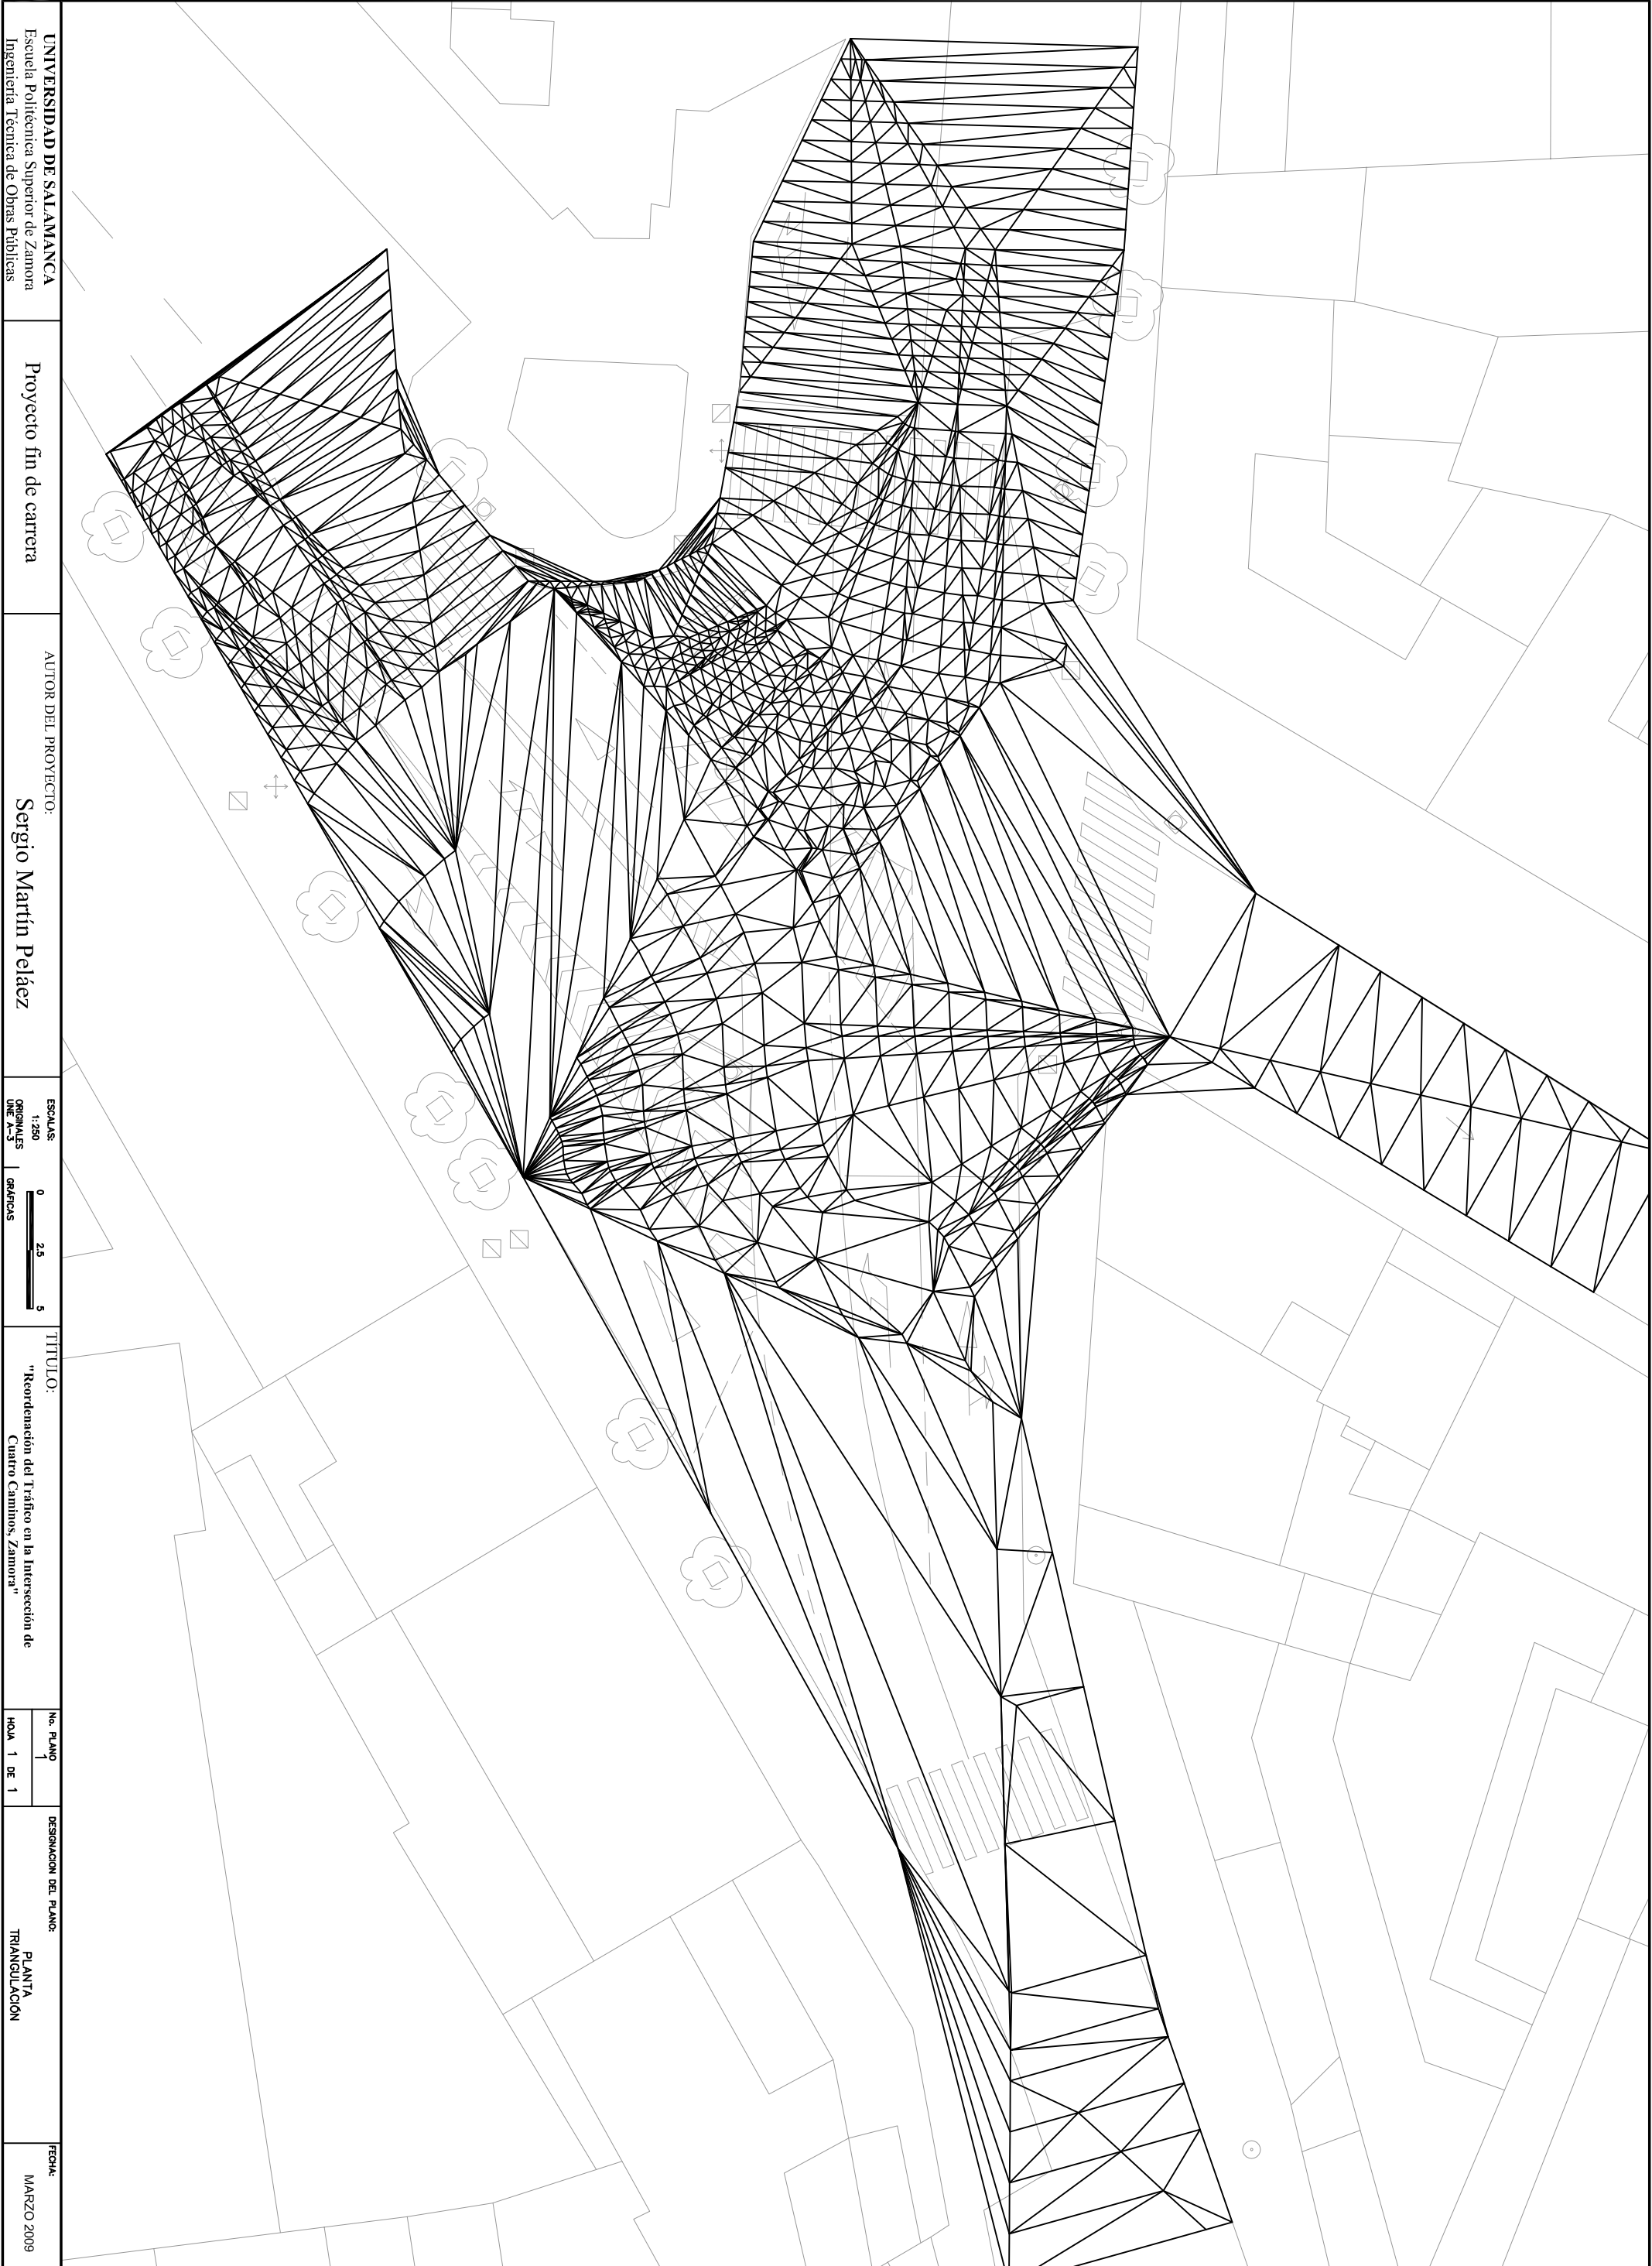 UNIVERSIDAD DE SALAMANCA
Escuela Politécnica Superior de Zamora
Ingeniería Técnica de Obras Públicas
Proyecto fin de carrera
AUTOR DEL PROYECTO:
Sergio Martín Peláez
ESCALAS:
1:250
ORIGINALES
UNE A-3
0 2.5 5
GRÁFICAS
TÍTULO:
"Reordenación del Tráfico en la Intersección de
Cuatro Caminos, Zamora"
No. PLANO
1
HOJA 1 DE 1
DESIGNACION DEL PLANO:
PLANTA
TRIANGULACIÓN
FECHA:
MARZO 2009